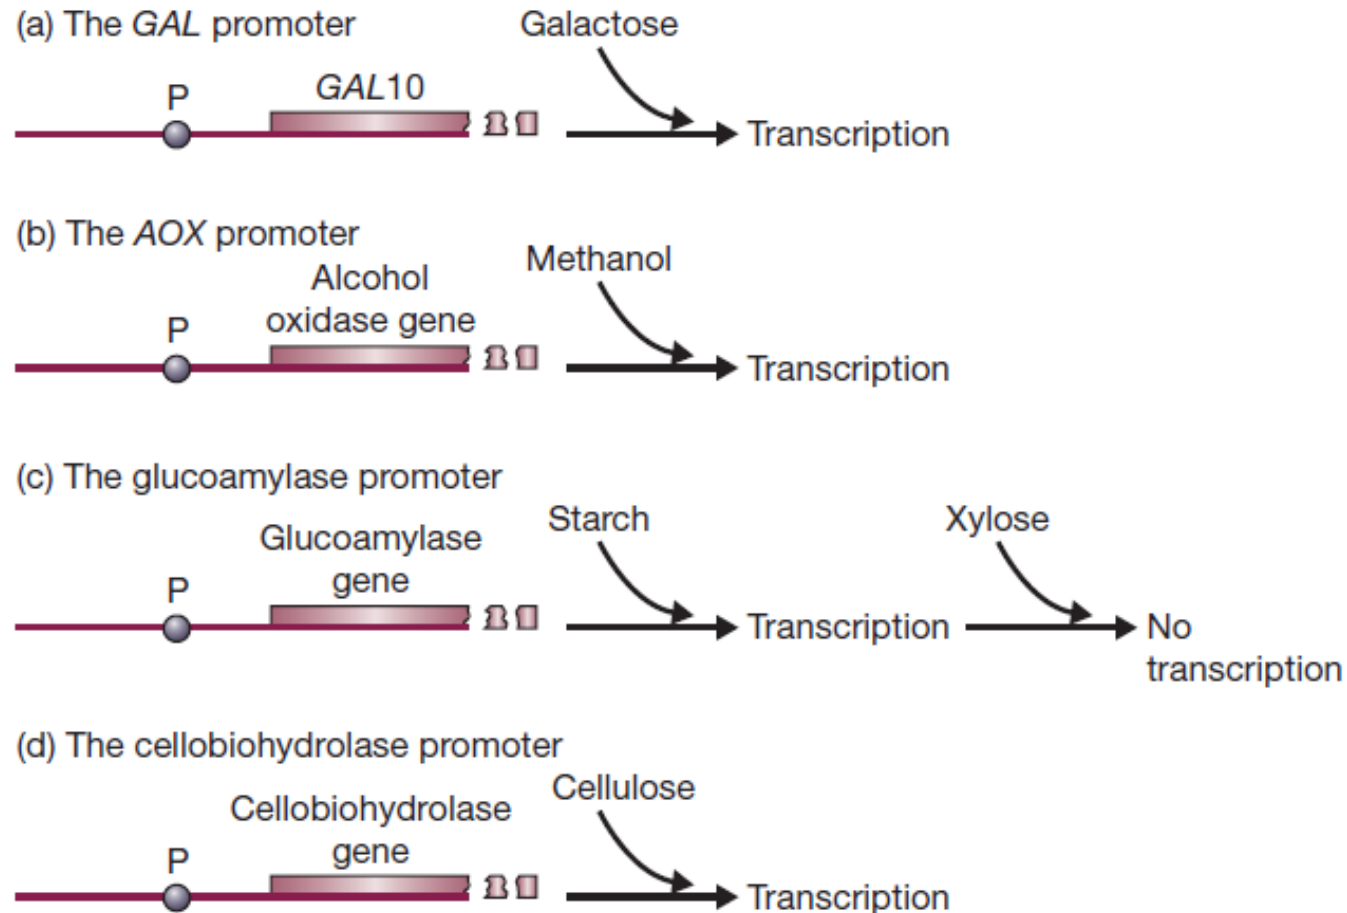 (a) The GAL promoter
Galactose
P
GAL10
Transcription
(b) The AOX promoter
Methanol
Alcohol
oxidase gene
P
Transcription
(c) The glucoamylase promoter
Starch
Xylose
Glucoamylase
gene
P
Transcription
No
transcription
(d) The cellobiohydrolase promoter
Cellulose
Cellobiohydrolase
gene
P
Transcription